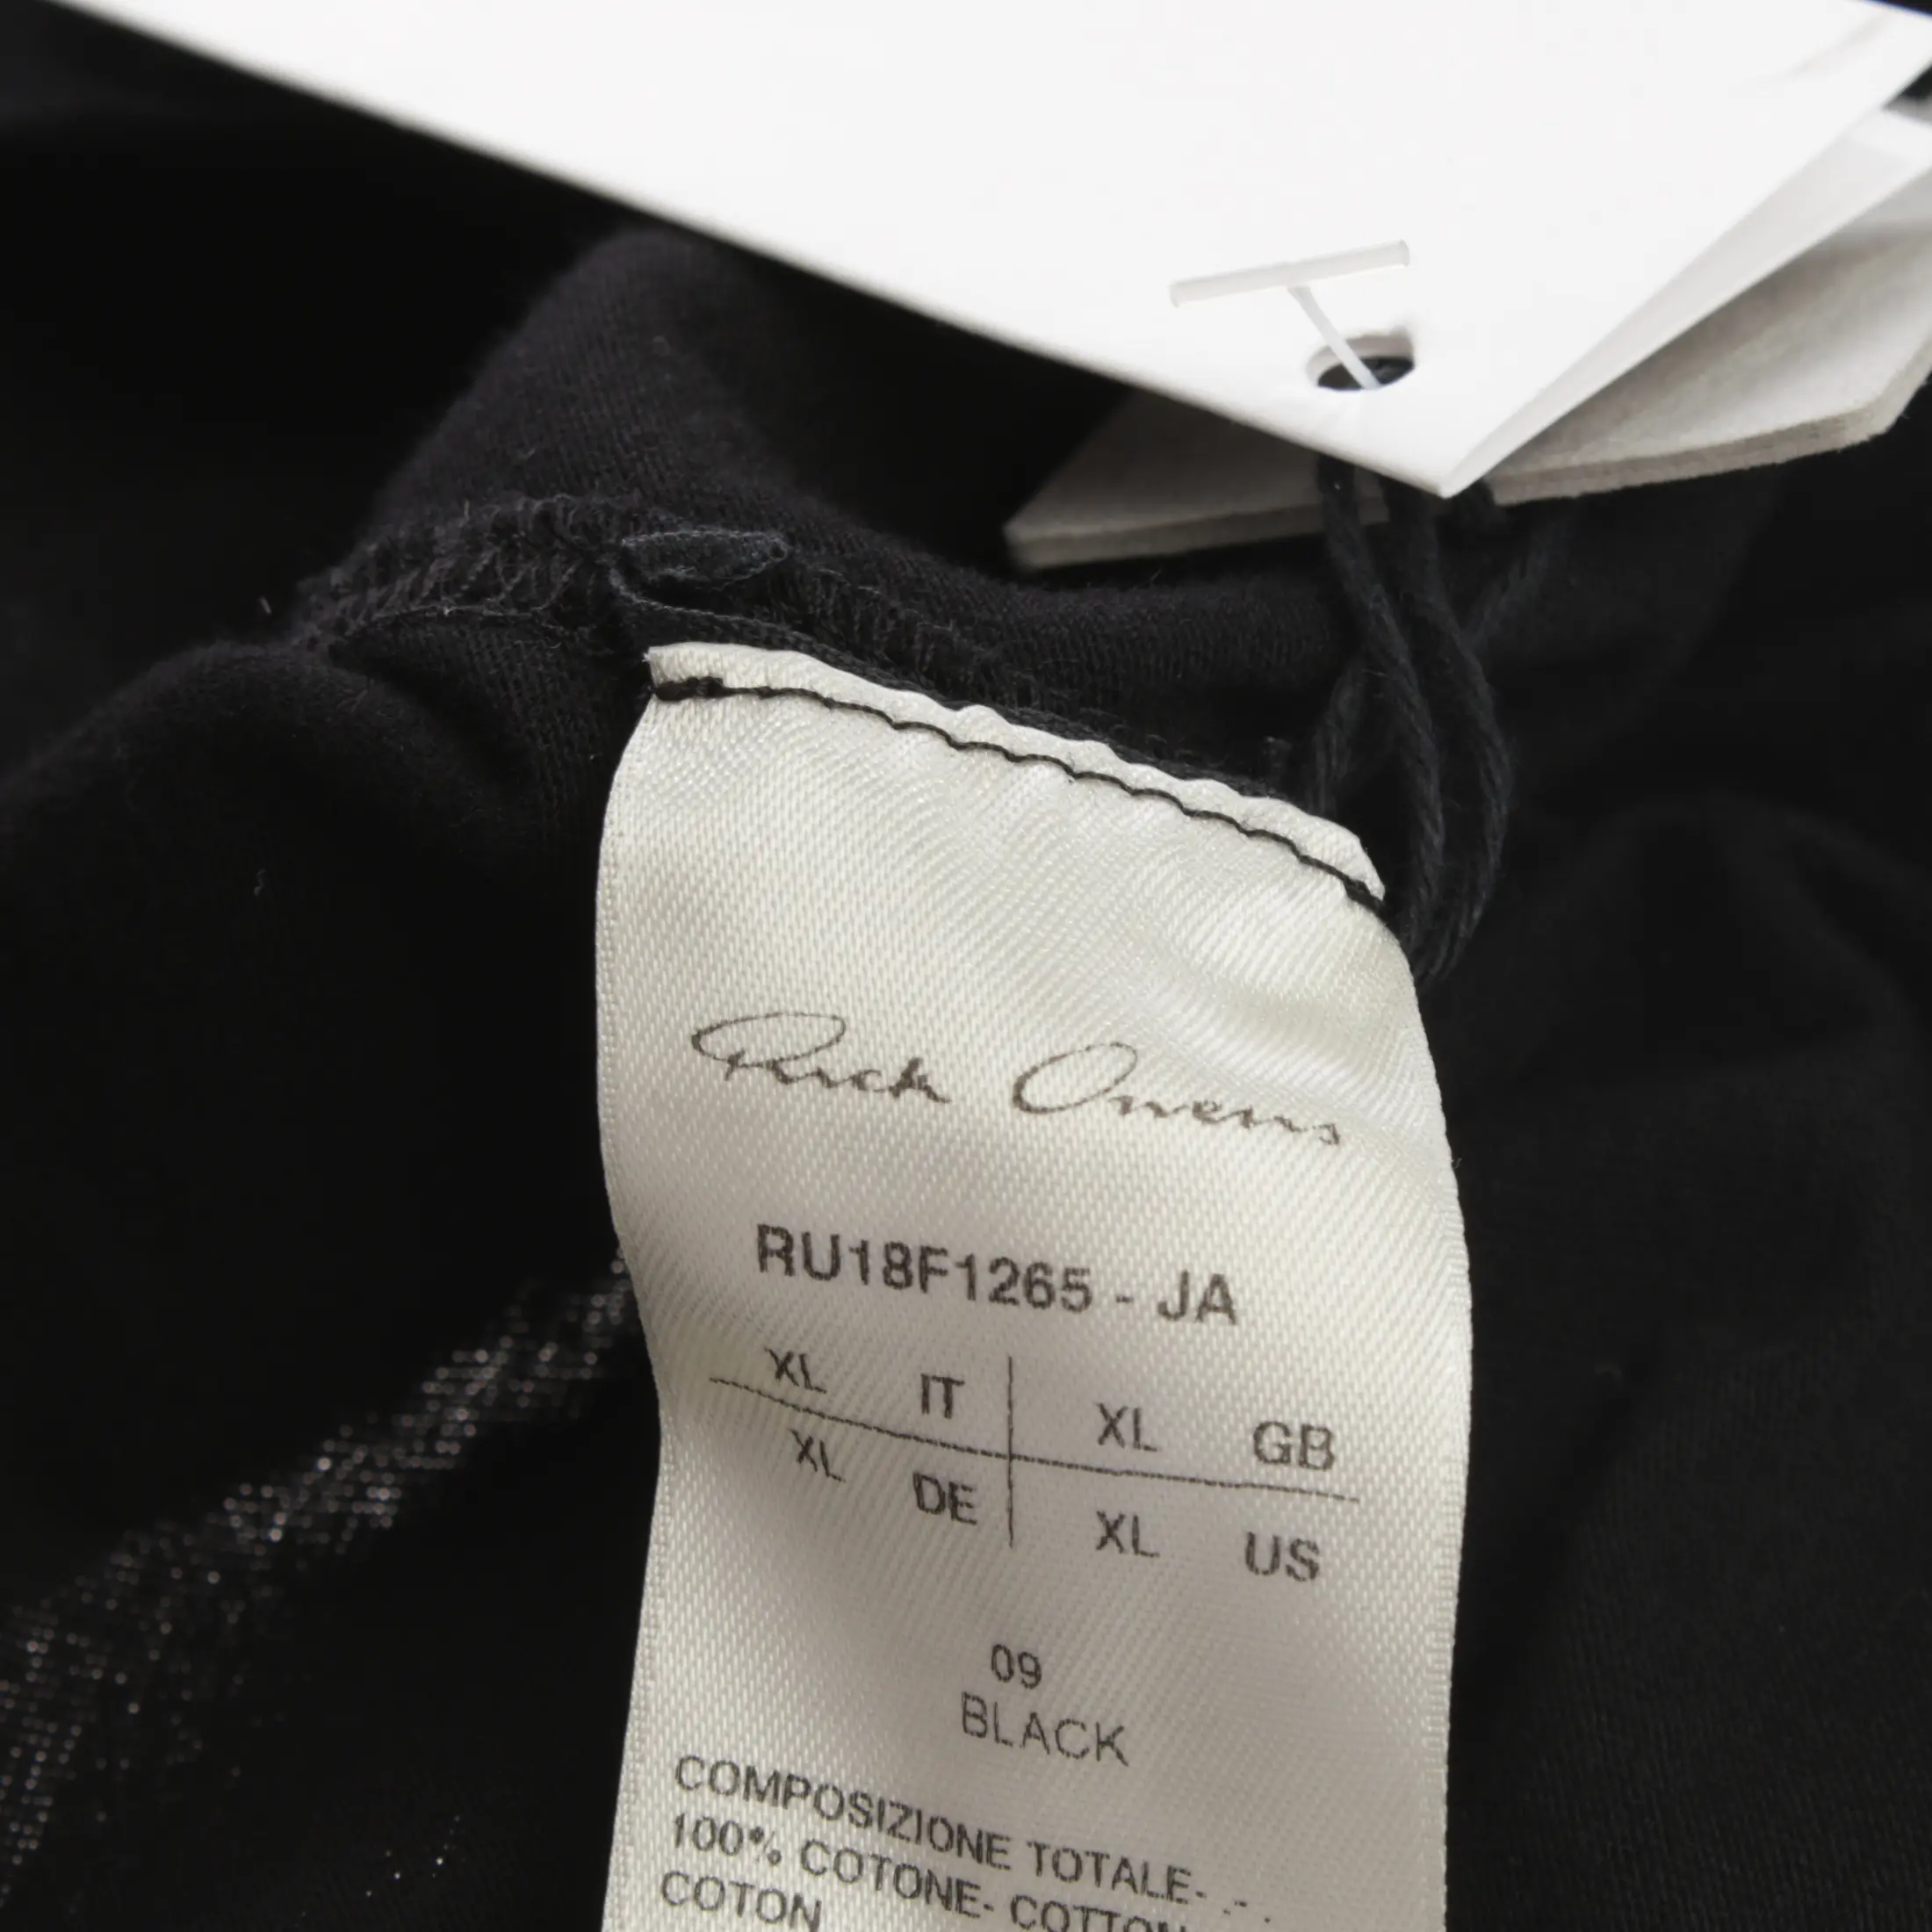 Rick Owens
RU18F1265 - JA
XL IT XL GB
XL DE XL US
09
BLACK
COMPOSIZIONE TOTALE-
100% COTONE- COTTON
COTON